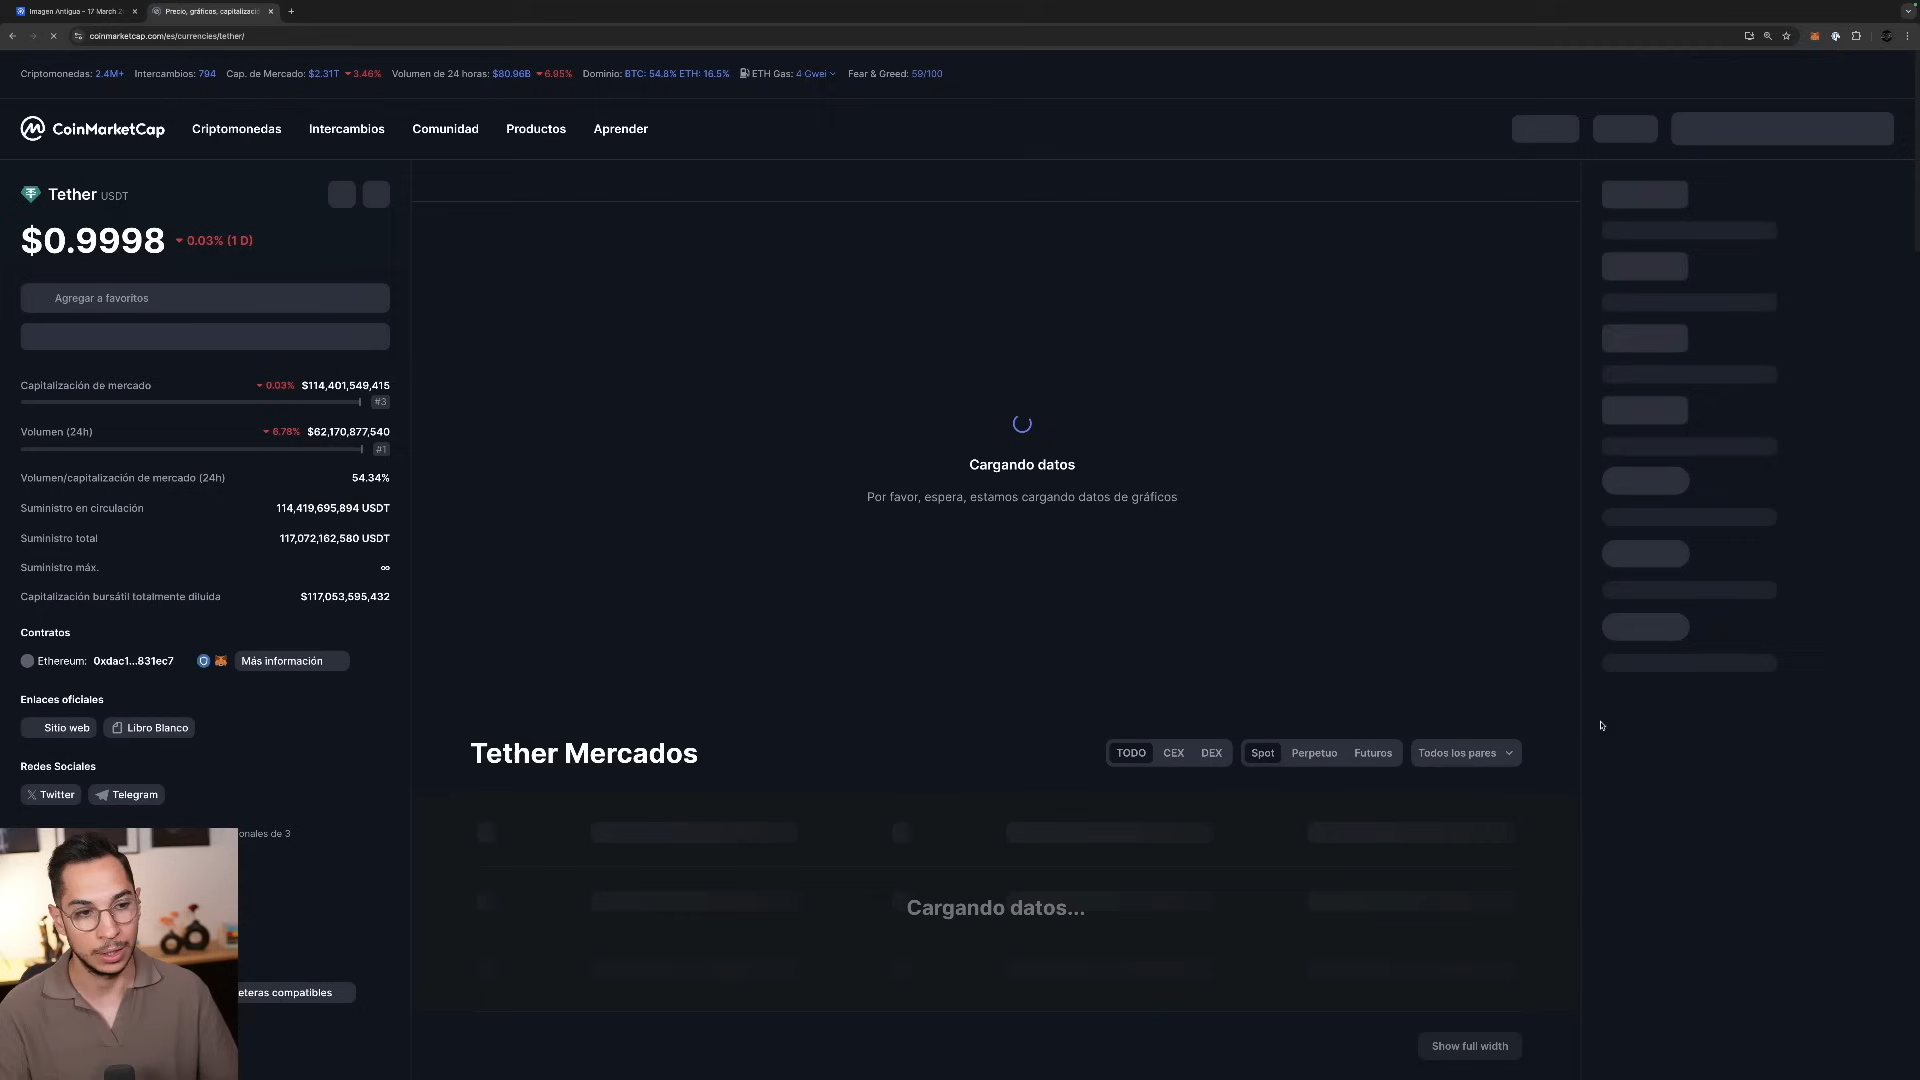 Imagen Antigua - 17 March 2
Precio, gráficos, capitalizació
coinmarketcap.com/es/currencies/tether/
Criptomonedas: 2.4M+ Intercambios: 794 Cap. de Mercado: $2.31T 3.46% Volumen de 24 horas: $80.96B 6.95% Dominio: BTC: 54.8% ETH: 16.5% ETH Gas: 4 Gwei Fear & Greed: 59/100
CoinMarketCap Criptomonedas Intercambios Comunidad Productos Aprender
Tether USDT
$0.9998 0.03% (1 D)
Agregar a favoritos
Capitalización de mercado 0.03% $114,401,549,415
#3
Volumen (24h) 6.78% $62,170,877,540
#1
Volumen/capitalización de mercado (24h) 54.34%
Suministro en circulación 114,419,695,894 USDT
Suministro total 117,072,162,580 USDT
Suministro máx. ∞
Capitalización bursátil totalmente diluida $117,053,595,432
Contratos
Ethereum: 0xdac1...831ec7 Más información
Enlaces oficiales
Sitio web Libro Blanco
Redes Sociales
Twitter Telegram
onales de 3
eteras compatibles
Cargando datos
Por favor, espera, estamos cargando datos de gráficos
Tether Mercados TODO CEX DEX Spot Perpetuo Futuros Todos los pares
Cargando datos...
Show full width